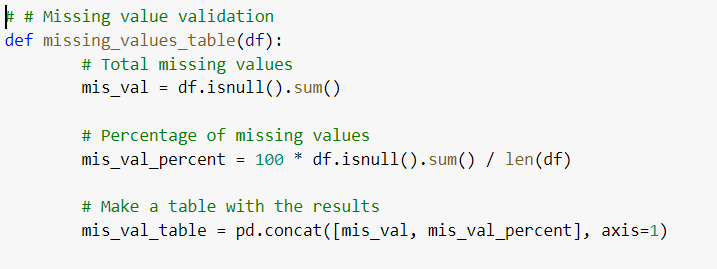 # # Missing value validation
def missing_values_table(df):
        # Total missing values
        mis_val = df.isnull().sum()

        # Percentage of missing values
        mis_val_percent = 100 * df.isnull().sum() / len(df)

        # Make a table with the results
        mis_val_table = pd.concat([mis_val, mis_val_percent], axis=1)